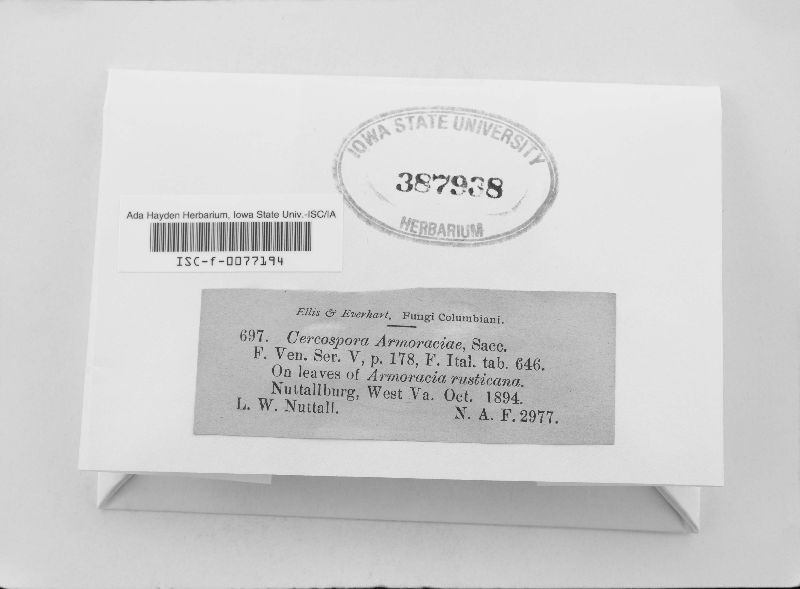 IOWA STATE UNIVERSITY
387938
HERBARIUM
Ada Hayden Herbarium, Iowa State Univ.-ISC/IA
ISC-f-0077194
Ellis & Everhart, Fungi Columbiani.
697. Cercospora Armoraciae, Sacc.
F. Ven. Ser. V, p. 178, F. Ital. tab. 646.
On leaves of Armoracia rusticana.
Nuttallburg, West Va. Oct. 1894.
L. W. Nuttall. N. A. F. 2977.